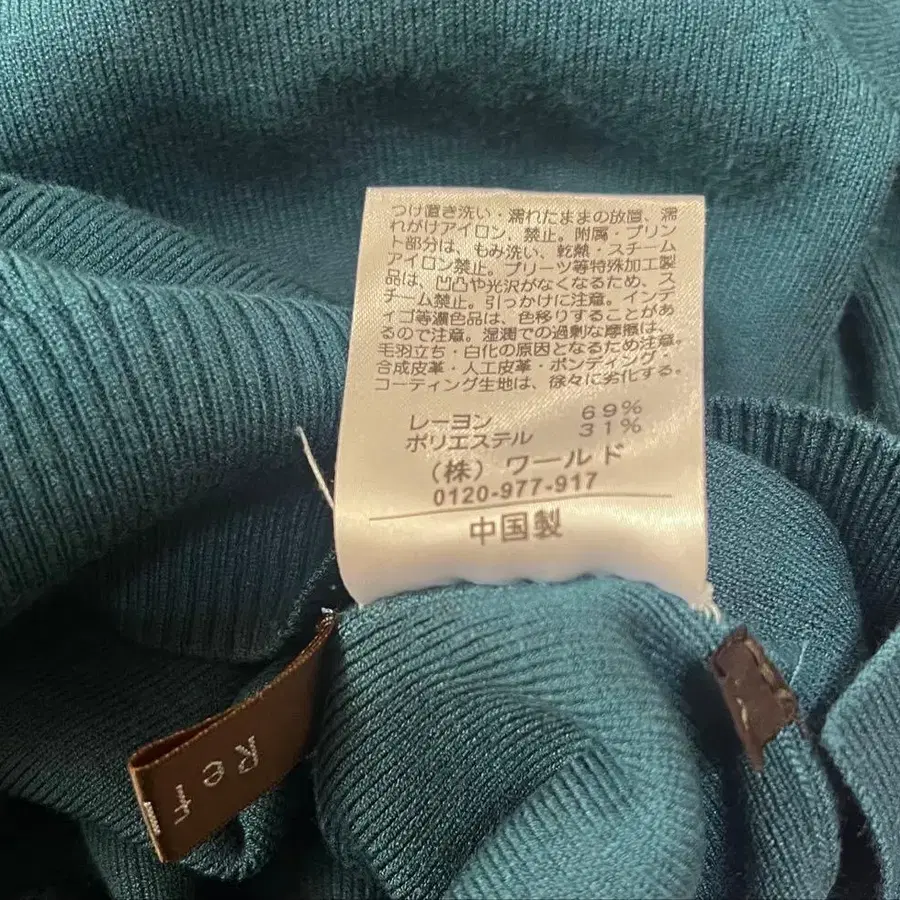 つけ置き洗い・濡れたままの放置、濡
れがけアイロン、禁止。附属・プリン
ト部分は、もみ洗い、乾熱・スチーム
アイロン禁止。プリーツ等特殊加工製
品は、凹凸や光沢がなくなるため、ス
チーム禁止。引っかけに注意。インデ
ィゴ等濃色品は、色移りすることがあ
るので注意。湿潤での過剰な摩擦は、
毛羽立ち・白化の原因となるため注意。
合成皮革・人工皮革・ボンディング・
コーティング生地は、徐々に劣化する。
レーヨン 69%
ポリエステル 31%
(株) ワールド
0120-977-917
中国製
Ref